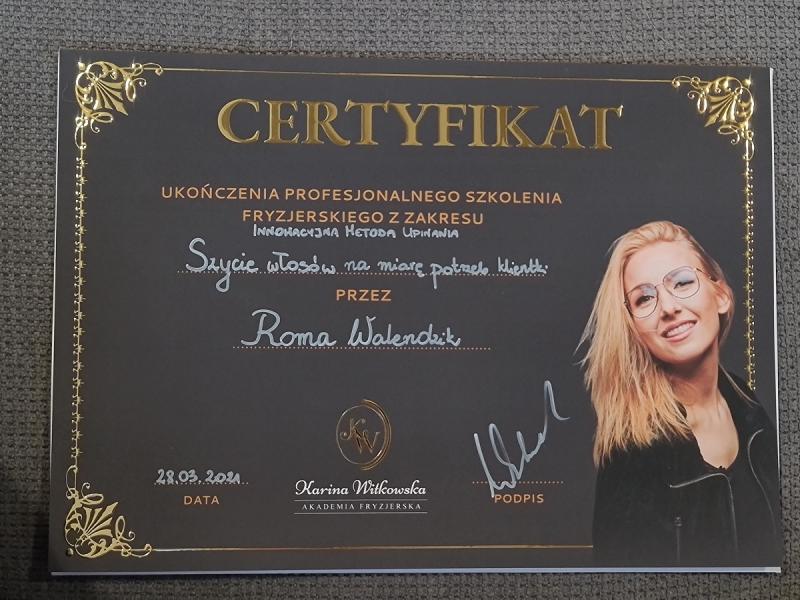 CERTYFIKAT
UKOŃCZENIA PROFESJONALNEGO SZKOLENIA
FRYZJERSKIEGO Z ZAKRESU
INNOWACYJNA METODA UPINANIA
Szycie włosów na miarę potrzeb klientki
PRZEZ
Roma Walendzik
KW
28.03.2021
DATA
Karina Witkowska
AKADEMIA FRYZJERSKA
PODPIS